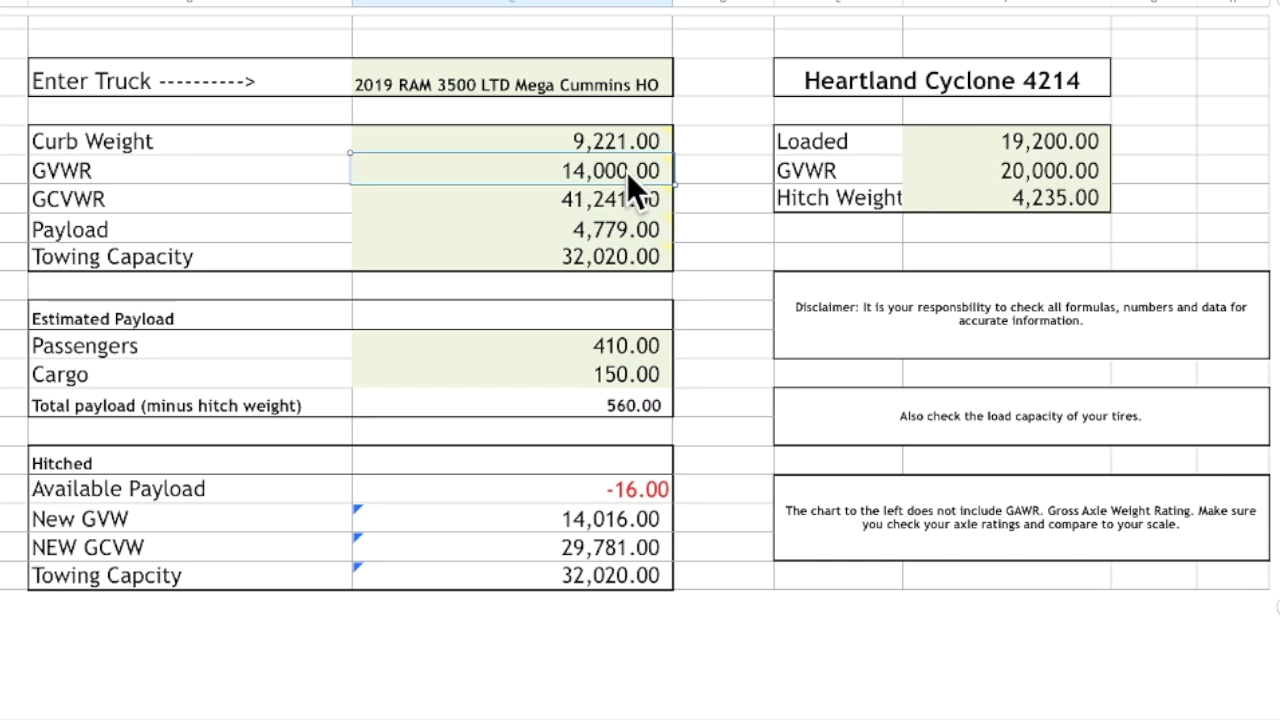 Enter Truck ---------->
2019 RAM 3500 LTD Mega Cummins HO
Curb Weight 9,221.00
GVWR 14,000.00
GCVWR
Payload 4,779.00
Towing Capacity 32,020.00
Estimated Payload
Passengers 410.00
Cargo 150.00
Total payload (minus hitch weight) 560.00
Hitched
Available Payload -16.00
New GVW 14,016.00
NEW GCVW 29,781.00
Towing Capcity 32,020.00
Heartland Cyclone 4214
Loaded 19,200.00
GVWR 20,000.00
Hitch Weight 4,235.00
Disclaimer: It is your responsbility to check all formulas, numbers and data for
accurate information.
Also check the load capacity of your tires.
The chart to the left does not include GAWR. Gross Axle Weight Rating. Make sure
you check your axle ratings and compare to your scale.